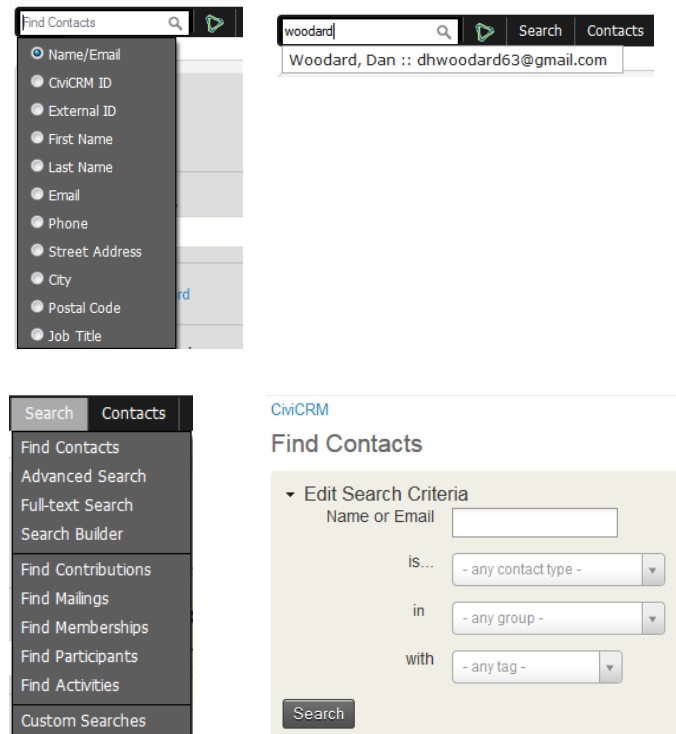 Find Contacts
Name/Email
CiviCRM ID
External ID
First Name
Last Name
Email
Phone
Street Address
City
Postal Code
Job Title
rd
woodard
Search Contacts
Woodard, Dan :: dhwoodard63@gmail.com
Search Contacts
Find Contacts
Advanced Search
Full-text Search
Search Builder
Find Contributions
Find Mailings
Find Memberships
Find Participants
Find Activities
Custom Searches
CiviCRM
Find Contacts
Edit Search Criteria
Name or Email
is...
- any contact type -
in
- any group -
with
- any tag -
Search